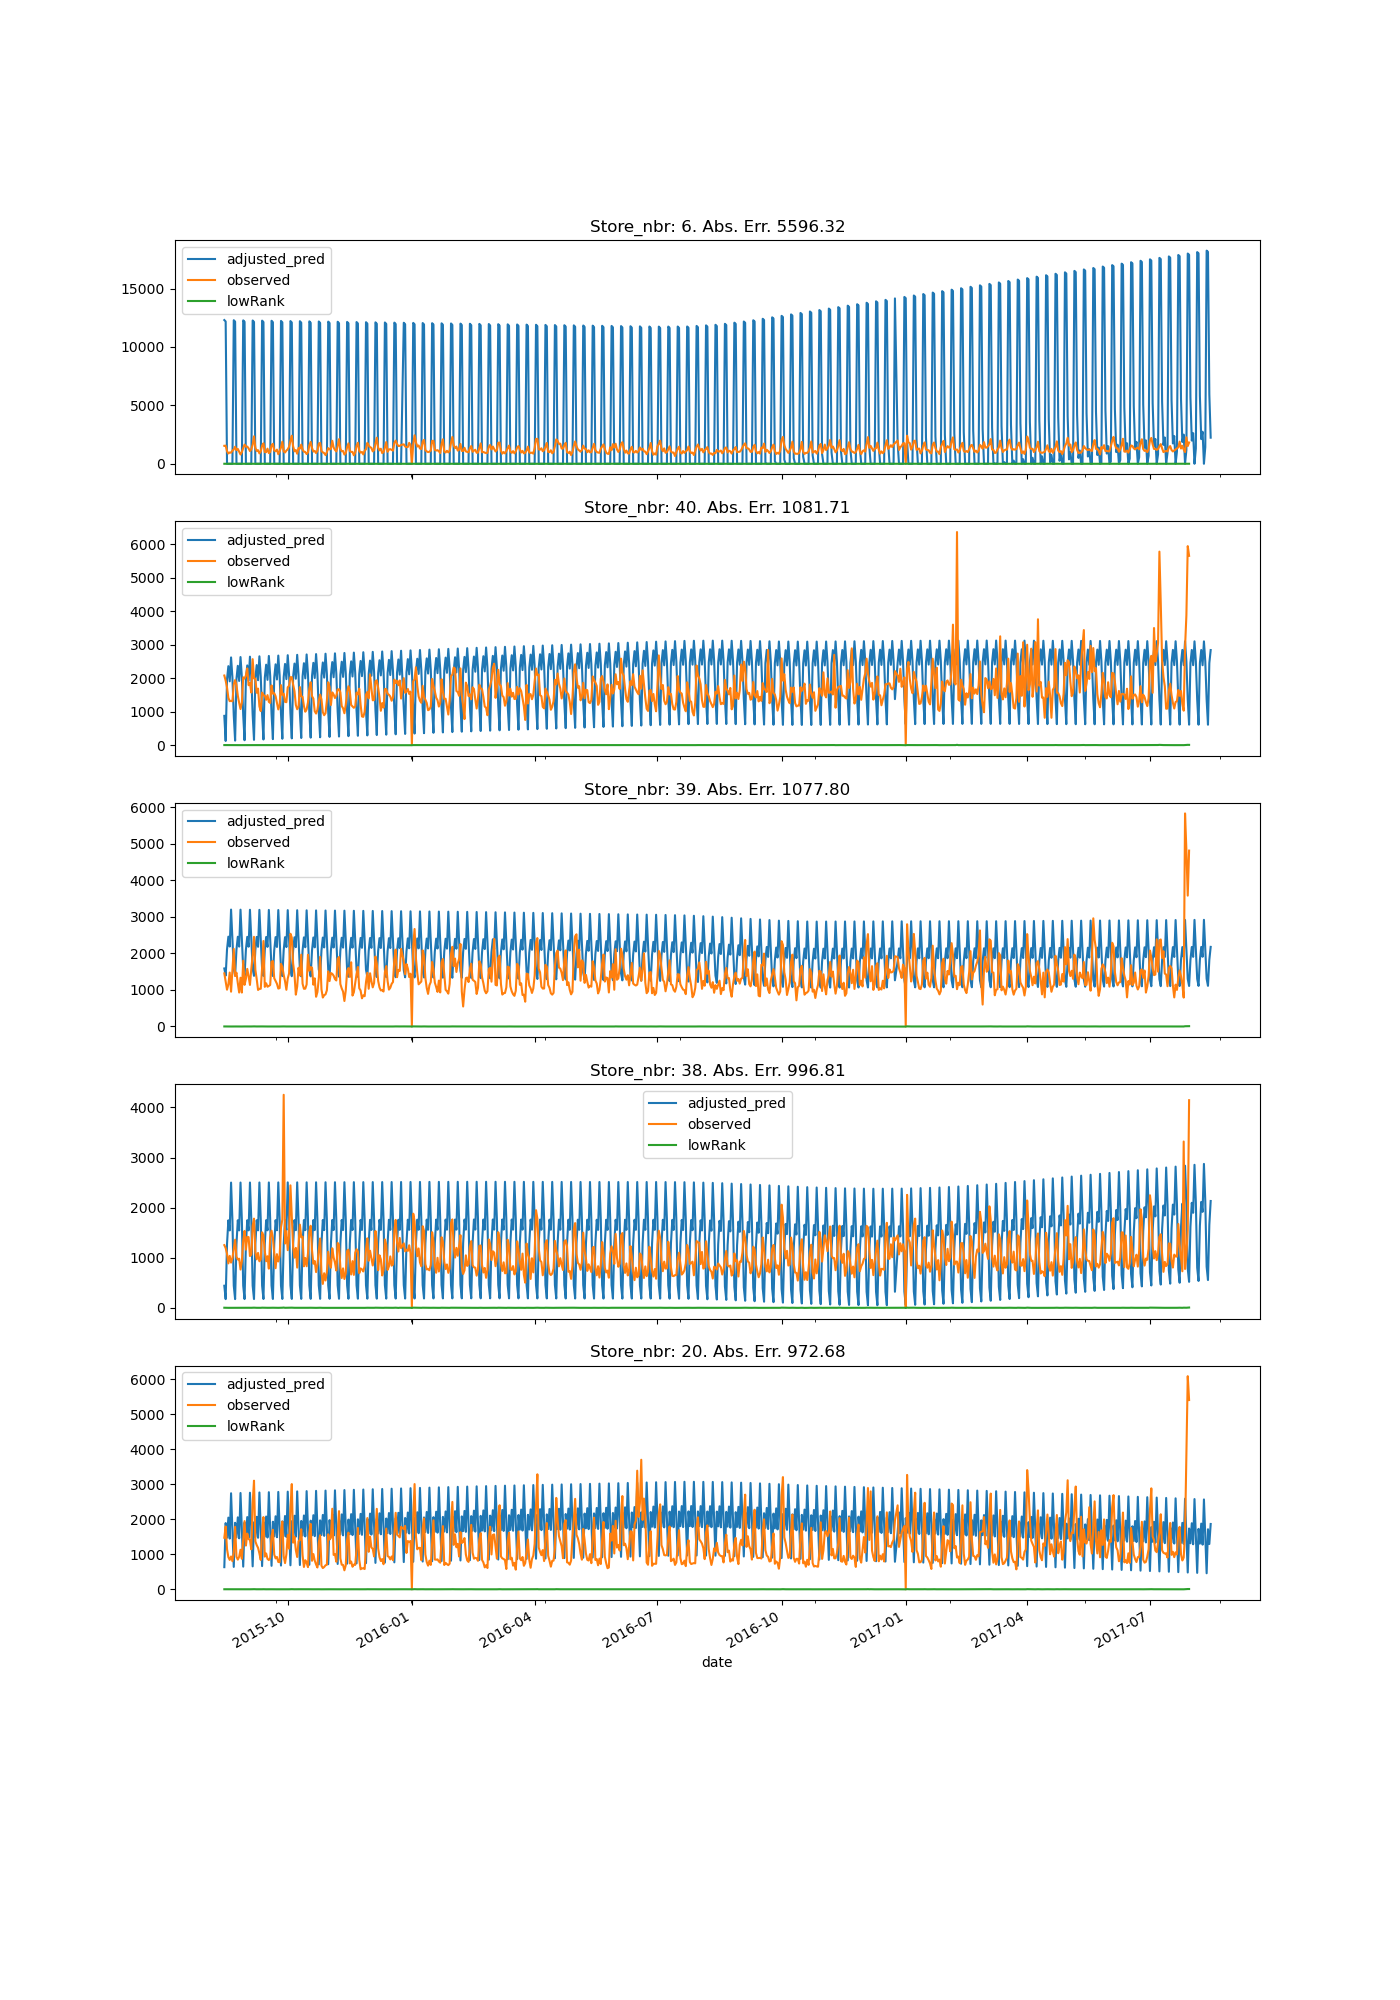 Store_nbr: 6. Abs. Err. 5596.32
adjusted_pred
observed
lowRank
15000
10000
5000
0
Store_nbr: 40. Abs. Err. 1081.71
adjusted_pred
observed
lowRank
6000
5000
4000
3000
2000
1000
0
Store_nbr: 39. Abs. Err. 1077.80
adjusted_pred
observed
lowRank
6000
5000
4000
3000
2000
1000
0
Store_nbr: 38. Abs. Err. 996.81
adjusted_pred
observed
lowRank
4000
3000
2000
1000
0
Store_nbr: 20. Abs. Err. 972.68
adjusted_pred
observed
lowRank
6000
5000
4000
3000
2000
1000
0
2015-10
2016-01
2016-04
2016-07
2016-10
2017-01
2017-04
2017-07
date